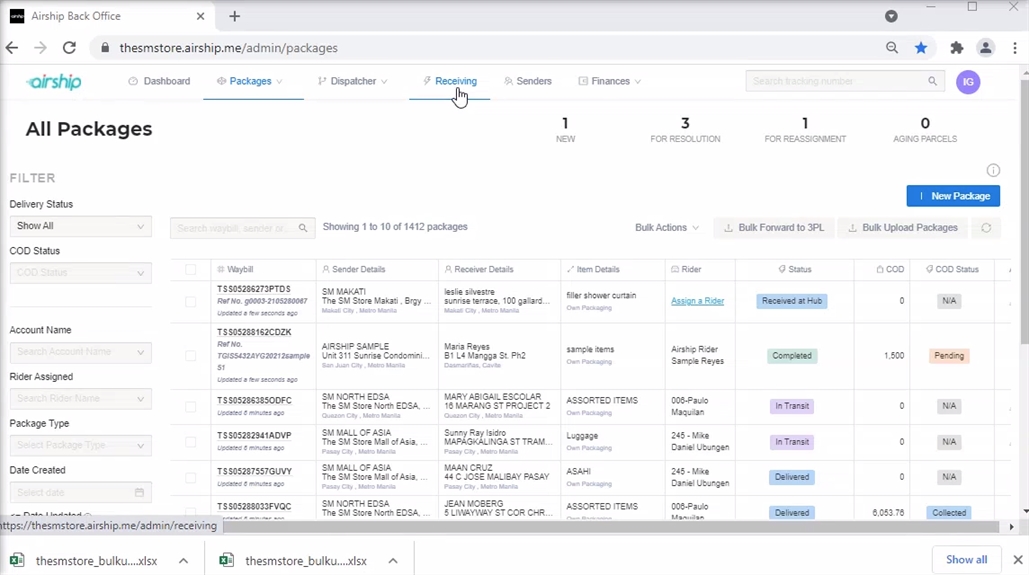 airship Airship Back Office
thesmstore.airship.me/admin/packages
airship Dashboard Packages Dispatcher Receiving Senders Finances Search tracking number IG
All Packages
1 3 1 0
NEW FOR RESOLUTION FOR REASSIGNMENT AGING PARCELS
FILTER
New Package
Delivery Status
Show All
Search waybill, sender or Showing 1 to 10 of 1412 packages Bulk Actions Bulk Forward to 3PL Bulk Upload Packages
COD Status
COD Status
Account Name
Search Account Name
Rider Assigned
Search Rider Name
Package Type
Select Package Type
Date Created
Select date
Waybill Sender Details Receiver Details Item Details Rider Status COD COD Status
TSS05286273PTDS SM MAKATI leslie silvestre filler shower curtain
Ref No. g0003-2105280067 The SM Store Makati , Brgy ... sunrise terrace, 100 gallard... Own Packaging Assign a Rider Received at Hub 0 N/A
Updated a few seconds ago Makati City , Metro Manila Makati City , Metro Manila
TSS05288162CDZK
Ref No. AIRSHIP SAMPLE Maria Reyes sample items Airship Rider
TGIS5432AYG20212sample Unit 311 Sunrise Condomini... B1 L4 Mangga St. Ph2 Own Packaging Sample Reyes Completed 1,500 Pending
S1 San Juan City , Metro Manila Dasmariñas, Cavite
Updated a few seconds ago
TSS05286385ODFC SM NORTH EDSA MARY ABIGAIL ESCOLAR ASSORTED ITEMS 006-Paulo
Updated 6 minutes ago The SM Store North EDSA, ... 16 MARANG ST PROJECT 2 Own Packaging Maquilan In Transit 0 N/A
Quezon City , Metro Manila Quezon City , Metro Manila
TSS05282941ADVP SM MALL OF ASIA Sunny Ray Isidro Luggage 245 - Mike
Updated 6 minutes ago The SM Store Mall of Asia, ... MAPAGKALINGA ST TRAM... Own Packaging Daniel Ubungen In Transit 0 N/A
Pasay City , Metro Manila Pasay City , Metro Manila
TSS05287557GUVY SM MALL OF ASIA MAAN CRUZ ASAHI 245 - Mike
Updated 6 minutes ago The SM Store Mall of Asia, ... 44 C JOSE MALIBAY PASAY Own Packaging Daniel Ubungen Delivered 0 N/A
Pasay City , Metro Manila Pasay City , Metro Manila
TSS05288033FVQC SM NORTH EDSA JEAN MOBERG ASSORTED ITEMS 006-Paulo
The SM Store North EDSA, ... 5 LIWAYWAY ST COR CHR... Own Packaging Maquilan Delivered 6,053.76 Collected
https://thesmstore.airship.me/admin/receiving
thesmstore_bulku....xlsx thesmstore_bulku....xlsx Show all